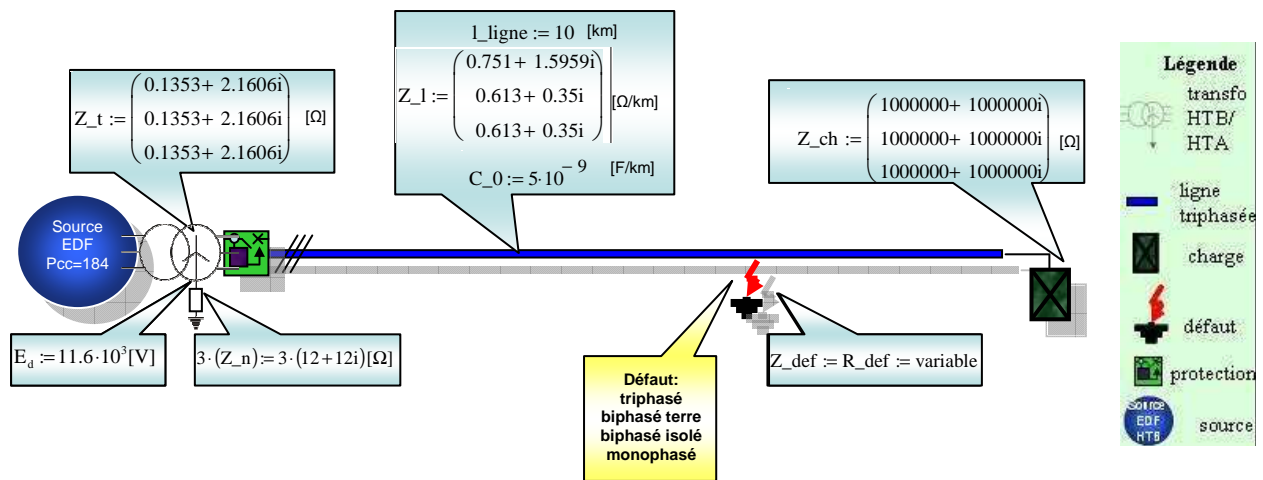 l_ligne := 10 [km]
Z_l := 
0.751+ 1.5959i
0.613+ 0.35i
0.613+ 0.35i
[Ω/km]
C_0 := 5·10^-9 [F/km]
Z_t := 
0.1353+ 2.1606i
0.1353+ 2.1606i
0.1353+ 2.1606i
[Ω]
Z_ch := 
1000000+ 1000000i
1000000+ 1000000i
1000000+ 1000000i
[Ω]
Source
EDF
Pcc=184
E_d := 11.6·10^3[V]
3·(Z_n) := 3·(12+12i)[Ω]
Défaut:
triphasé
biphasé terre
biphasé isolé
monophasé
Z_def := R_def := variable
Légende
transfo
HTB/
HTA
ligne
triphasée
charge
défaut
protection
Source
EDF
HTB
source